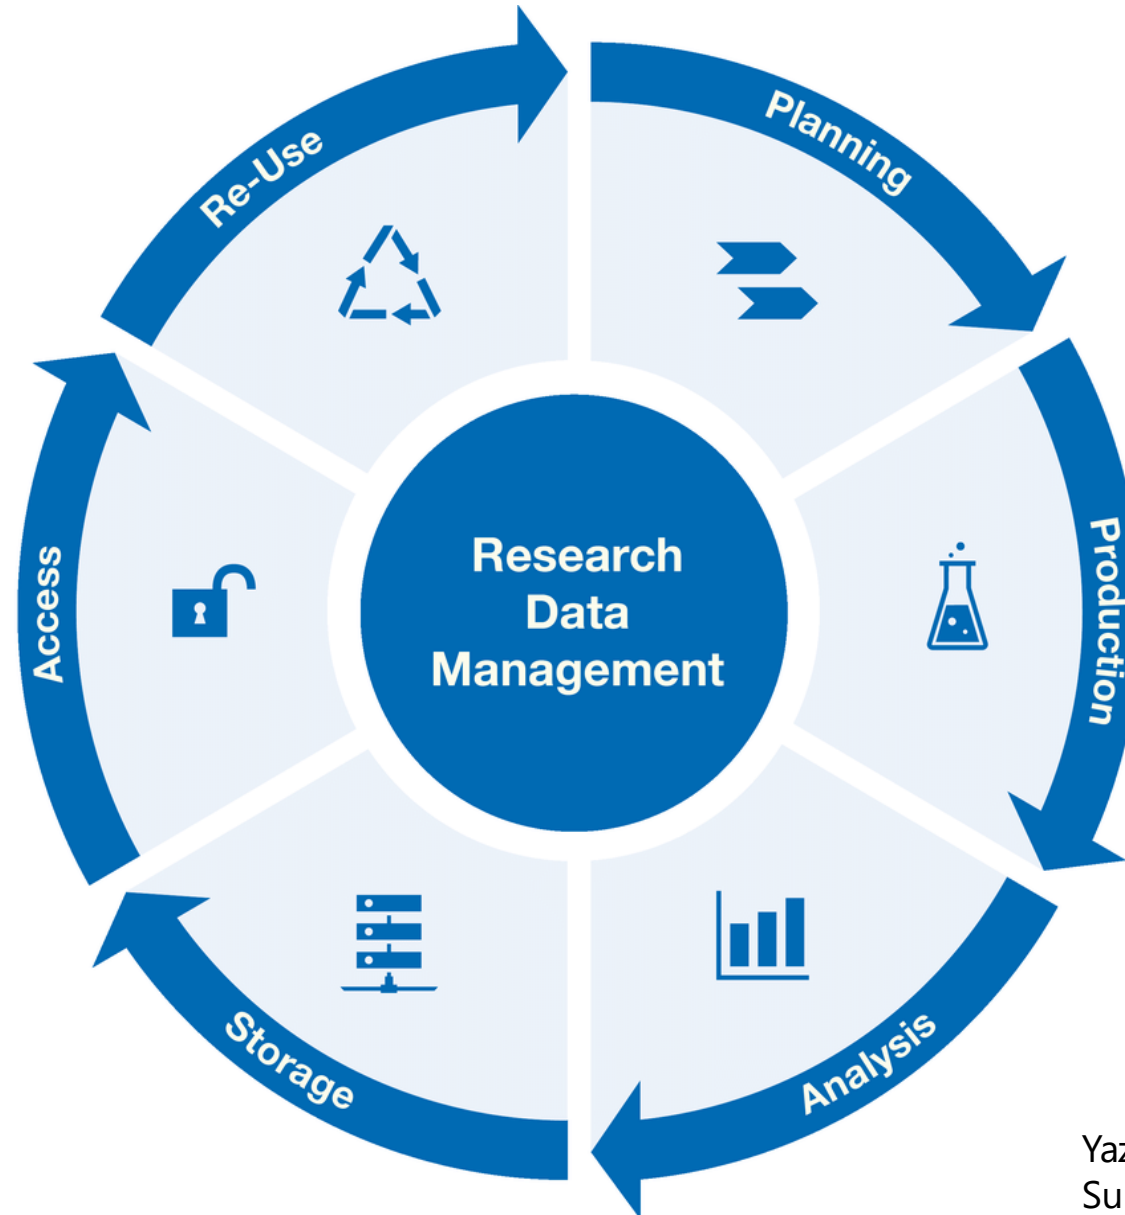 Planning
Production
Analysis
Storage
Access
Re-Use
Research
Data
Management